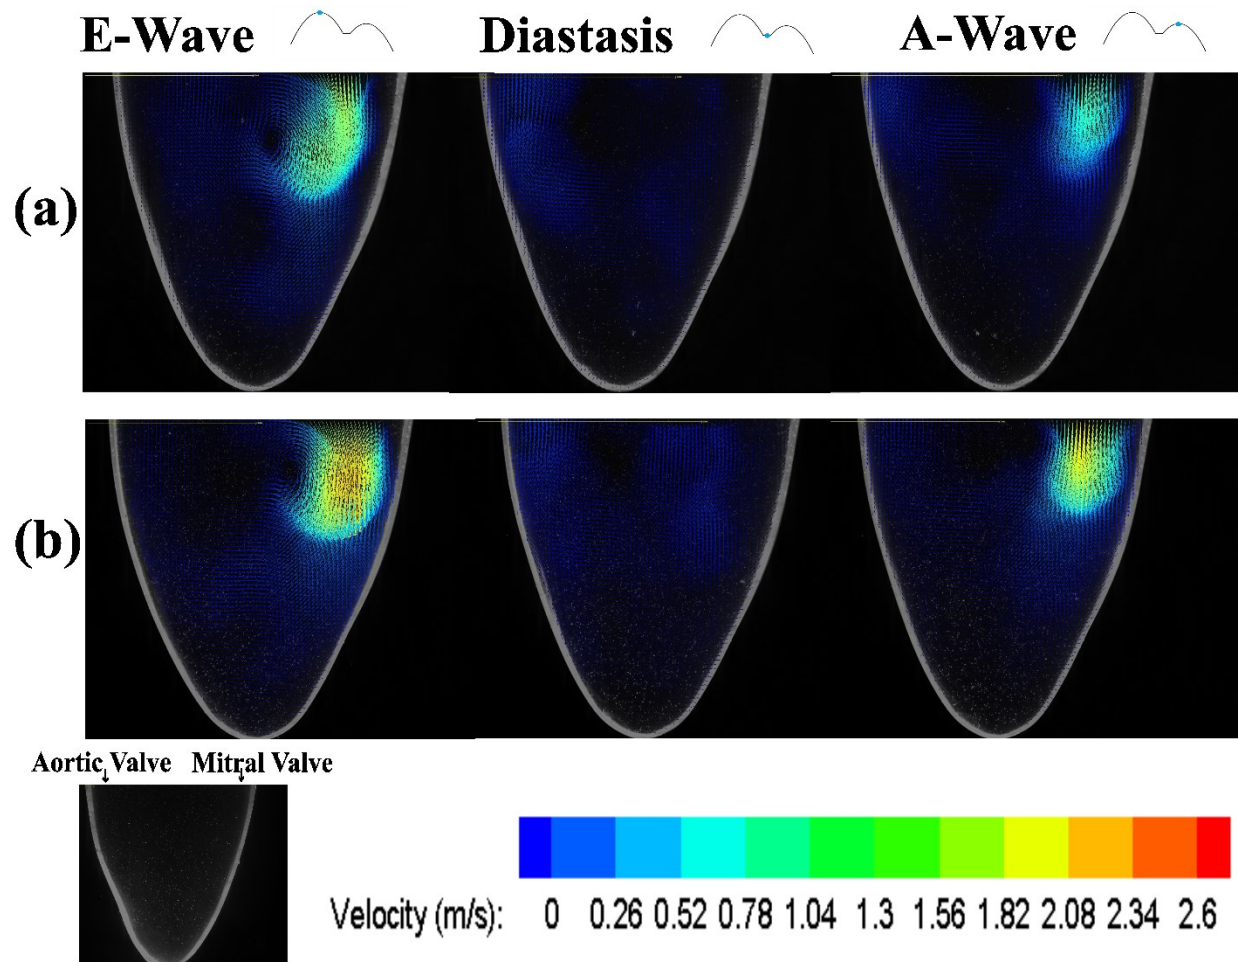 E-Wave Diastasis A-Wave
(a)
(b)
Aortic Valve Mitral Valve
Velocity (m/s): 0 0.26 0.52 0.78 1.04 1.3 1.56 1.82 2.08 2.34 2.6